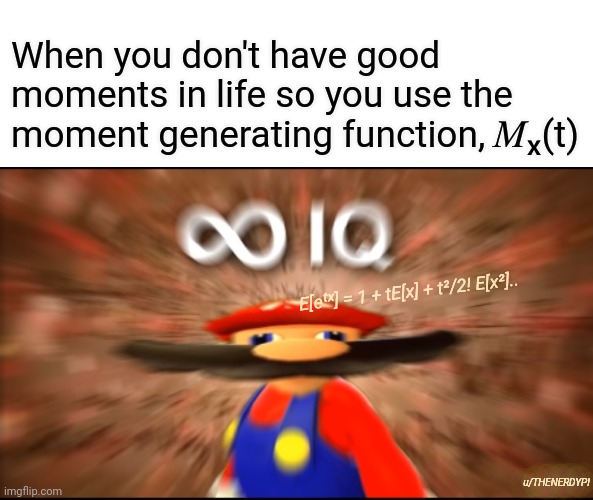 When you don't have good
moments in life so you use the
moment generating function, 𝑀ₓ(t)
∞ IQ
E[eᵗˣ] = 1 + tE[x] + t²/2! E[x²]..
u/THENERDYPI
imgflip.com